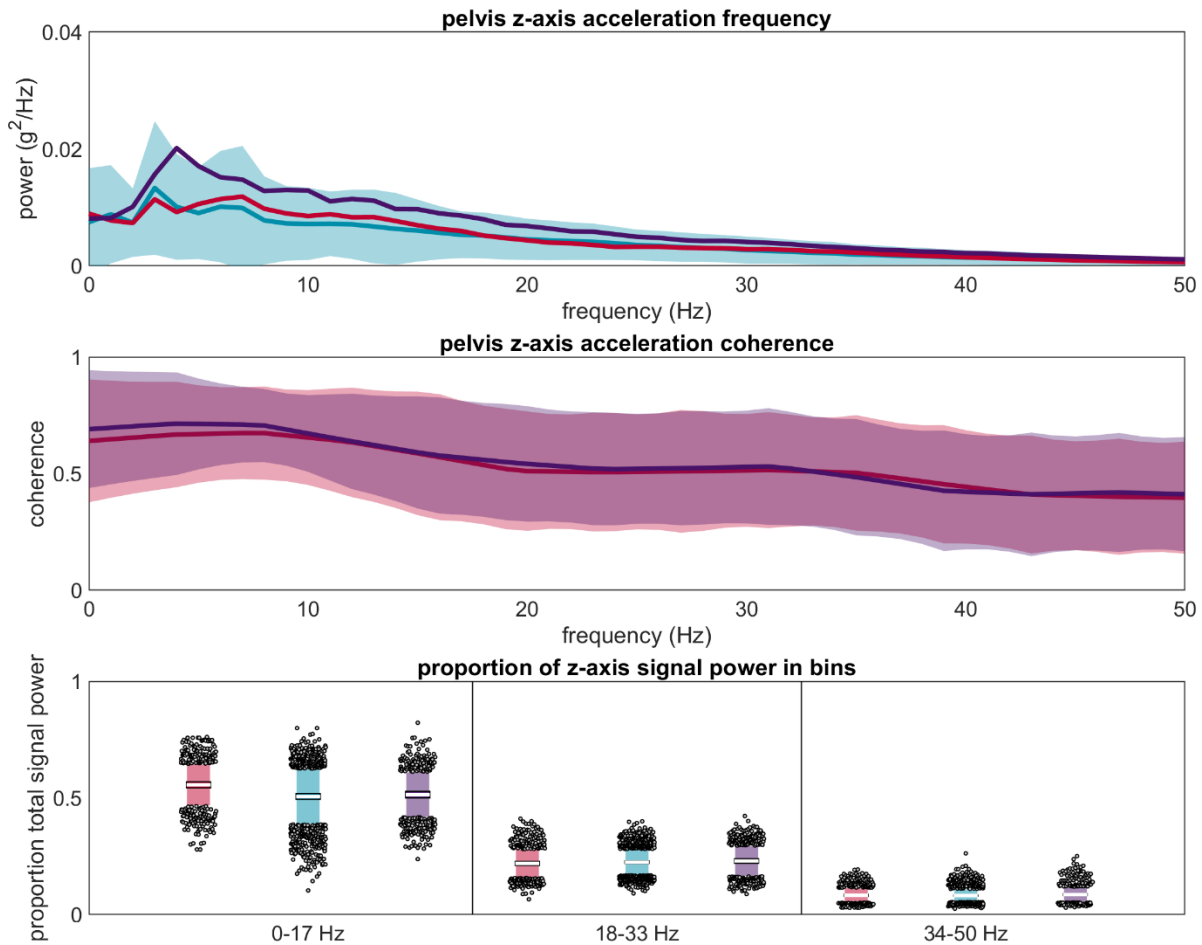 pelvis z-axis acceleration frequency
0.04
0.02
0
power (g²/Hz)
0 10 20 30 40 50
frequency (Hz)
pelvis z-axis acceleration coherence
1
0.5
0
coherence
0 10 20 30 40 50
frequency (Hz)
proportion of z-axis signal power in bins
1
0.5
0
proportion total signal power
0-17 Hz 18-33 Hz 34-50 Hz